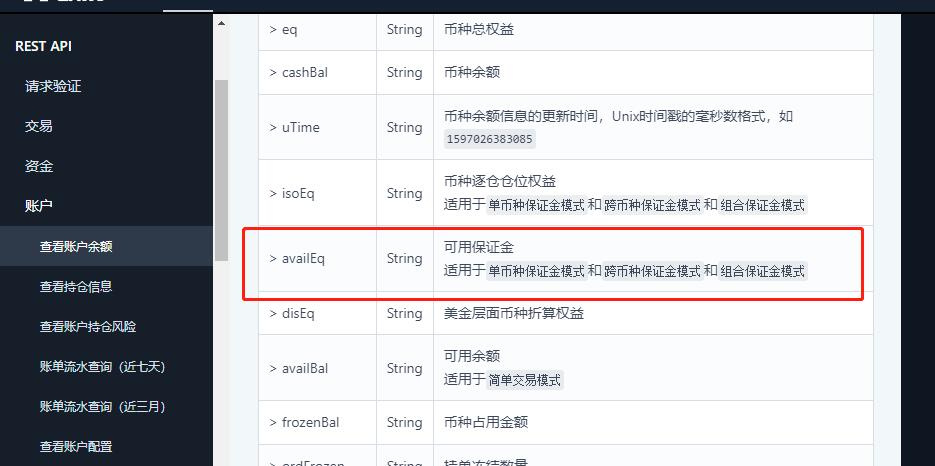 REST API
请求验证
交易
资金
账户
查看账户余额
查看持仓信息
查看账户持仓风险
账单流水查询（近七天）
账单流水查询（近三月）
查看账户配置
> eq String 币种总权益
> cashBal String 币种余额
> uTime String 币种余额信息的更新时间，Unix时间戳的毫秒数格式，如
1597026383085
> isoEq String 币种逐仓仓位权益
适用于单币种保证金模式和跨币种保证金模式和组合保证金模式
> availEq String 可用保证金
适用于单币种保证金模式和跨币种保证金模式和组合保证金模式
> disEq String 美金层面币种折算权益
> availBal String 可用余额
适用于简单交易模式
> frozenBal String 币种占用金额
> ordFrozen String 挂单冻结数量